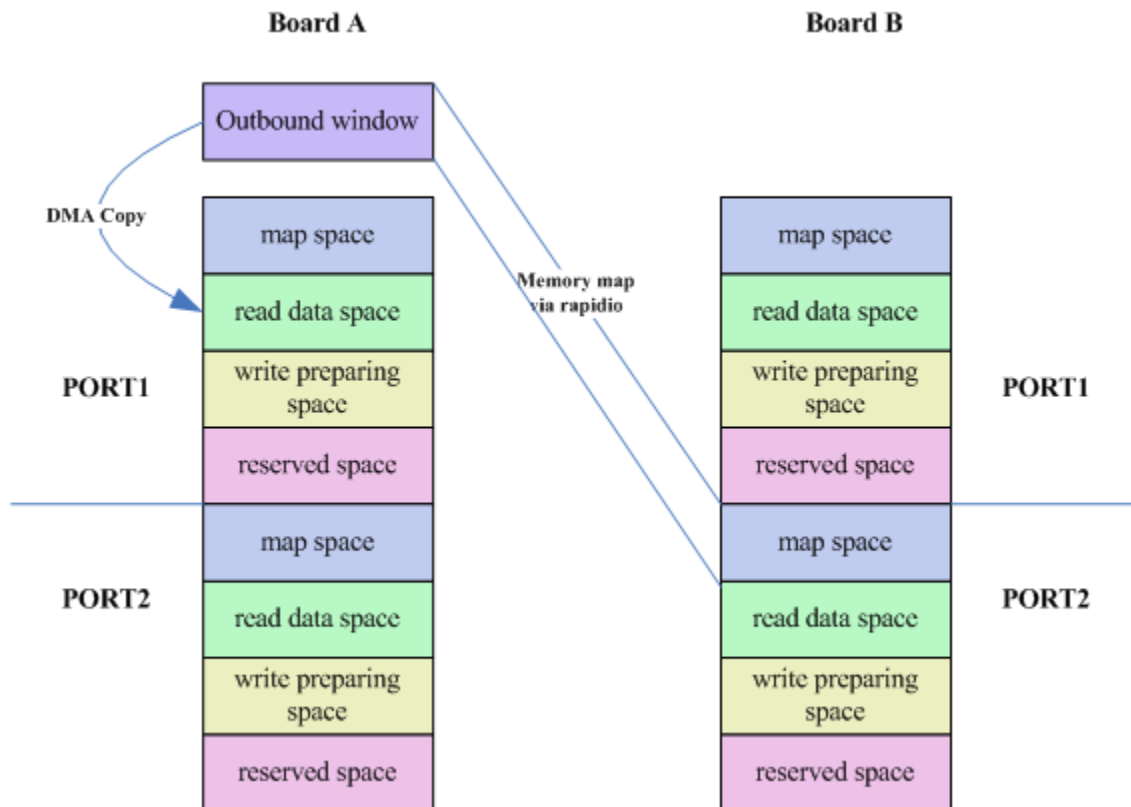 Board A
Board B
Outbound window
DMA Copy
map space
map space
Memory map
via rapidio
read data space
read data space
PORT1
write preparing
space
write preparing
space
PORT1
reserved space
reserved space
map space
map space
PORT2
read data space
read data space
PORT2
write preparing
space
write preparing
space
reserved space
reserved space